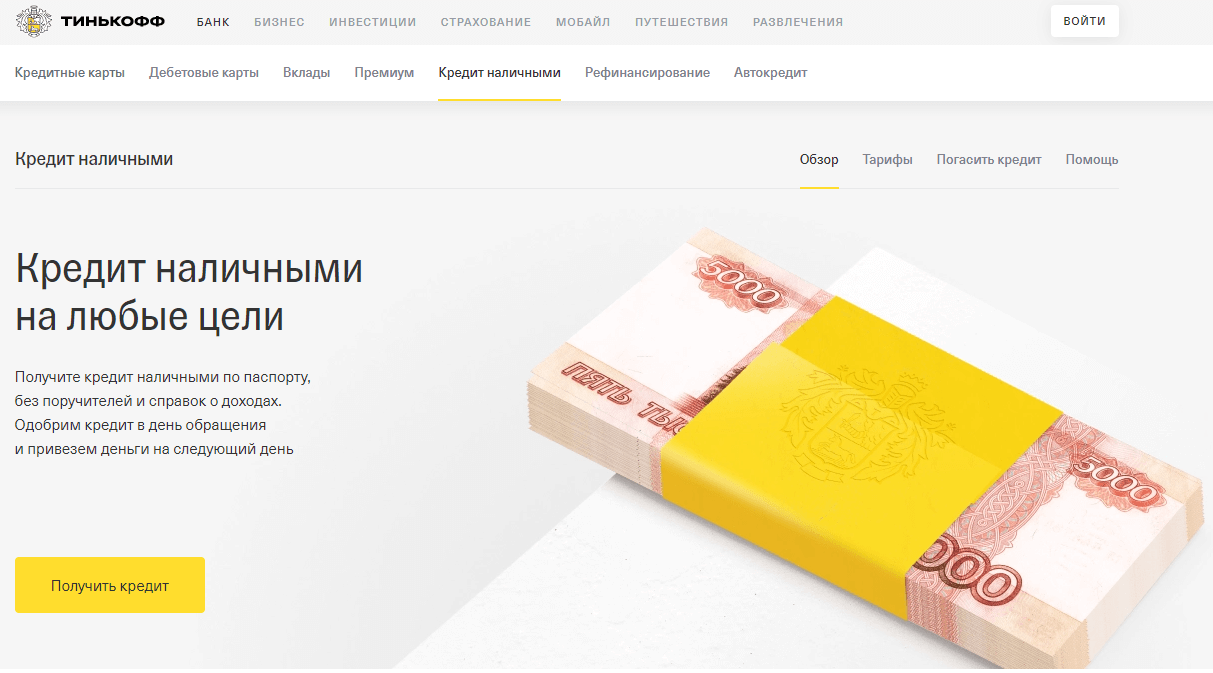 ТИНЬКОФФ БАНК БИЗНЕС ИНВЕСТИЦИИ СТРАХОВАНИЕ МОБАЙЛ ПУТЕШЕСТВИЯ РАЗВЛЕЧЕНИЯ ВОЙТИ
Кредитные карты Дебетовые карты Вклады Премиум Кредит наличными Рефинансирование Автокредит
Кредит наличными Обзор Тарифы Погасить кредит Помощь
Кредит наличными
на любые цели
Получите кредит наличными по паспорту,
без поручителей и справок о доходах.
Одобрим кредит в день обращения
и привезем деньги на следующий день
Получить кредит
5000
ПЯТЬ
5000